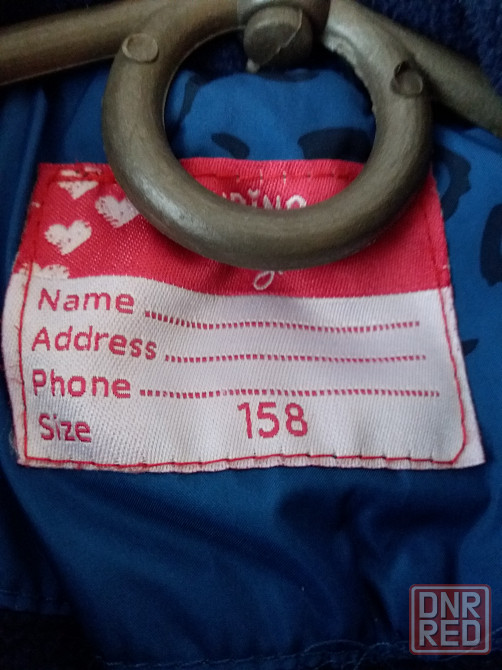 Name
Address
Phone
Size 158
DNR
RED